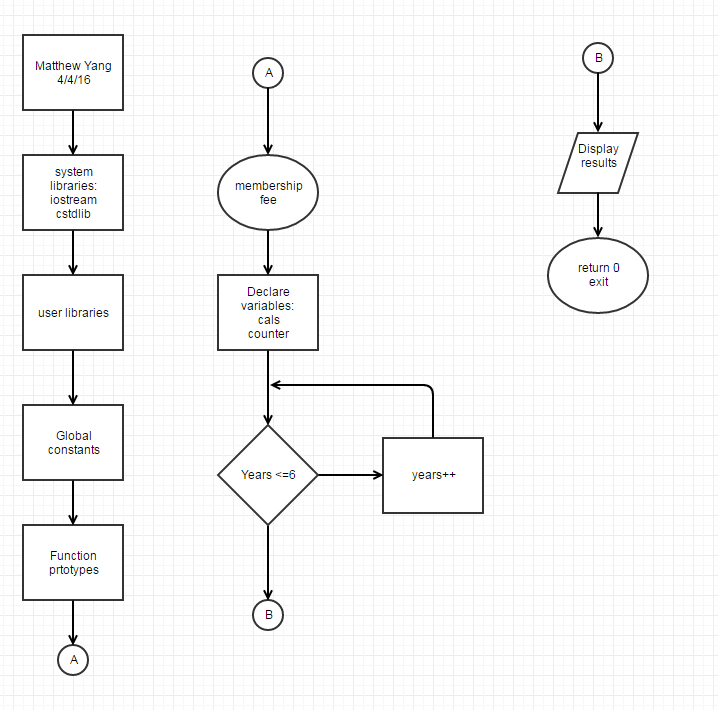 Matthew Yang
4/4/16
system
libraries:
iostream
cstdlib
user libraries
Global
constants
Function
prtotypes
A
A
membership
fee
Declare
variables:
cals
counter
Years <=6
years++
B
B
Display
results
return 0
exit